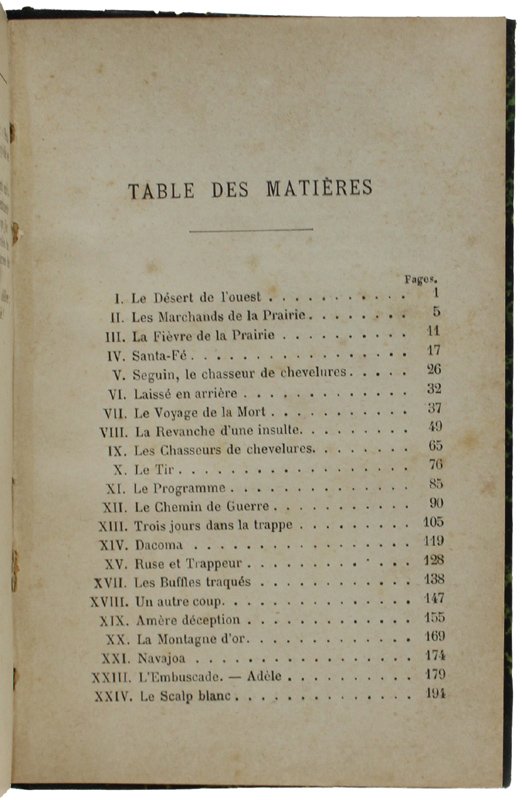 TABLE DES MATIÈRES
Pages.
I. Le Désert de l'ouest . . . . . . . . . . 1
II. Les Marchands de la Prairie. . . . . . . . 5
III. La Fièvre de la Prairie . . . . . . . . . 11
IV. Santa-Fé . . . . . . . . . . . . . . 17
V. Seguin, le chasseur de chevelures. . . . . 26
VI. Laissé en arrière . . . . . . . . . . . 32
VII. Le Voyage de la Mort . . . . . . . . . . 37
VIII. La Revanche d'une insulte. . . . . . . . 49
IX. Les Chasseurs de chevelures. . . . . . . 65
X. Le Tir . . . . . . . . . . . . . . . 76
XI. Le Programme . . . . . . . . . . . . 85
XII. Le Chemin de Guerre . . . . . . . . . . 90
XIII. Trois jours dans la trappe . . . . . . . . 105
XIV. Dacoma . . . . . . . . . . . . . . 119
XV. Ruse et Trappeur . . . . . . . . . . . 128
XVII. Les Buffles traqués . . . . . . . . . . 138
XVIII. Un autre coup. . . . . . . . . . . . . 147
XIX. Amère déception . . . . . . . . . . . 155
XX. La Montagne d'or. . . . . . . . . . . 169
XXI. Navajoa . . . . . . . . . . . . . . 174
XXIII. L'Embuscade. — Adèle . . . . . . . . . 179
XXIV. Le Scalp blanc . . . . . . . . . . . . 194